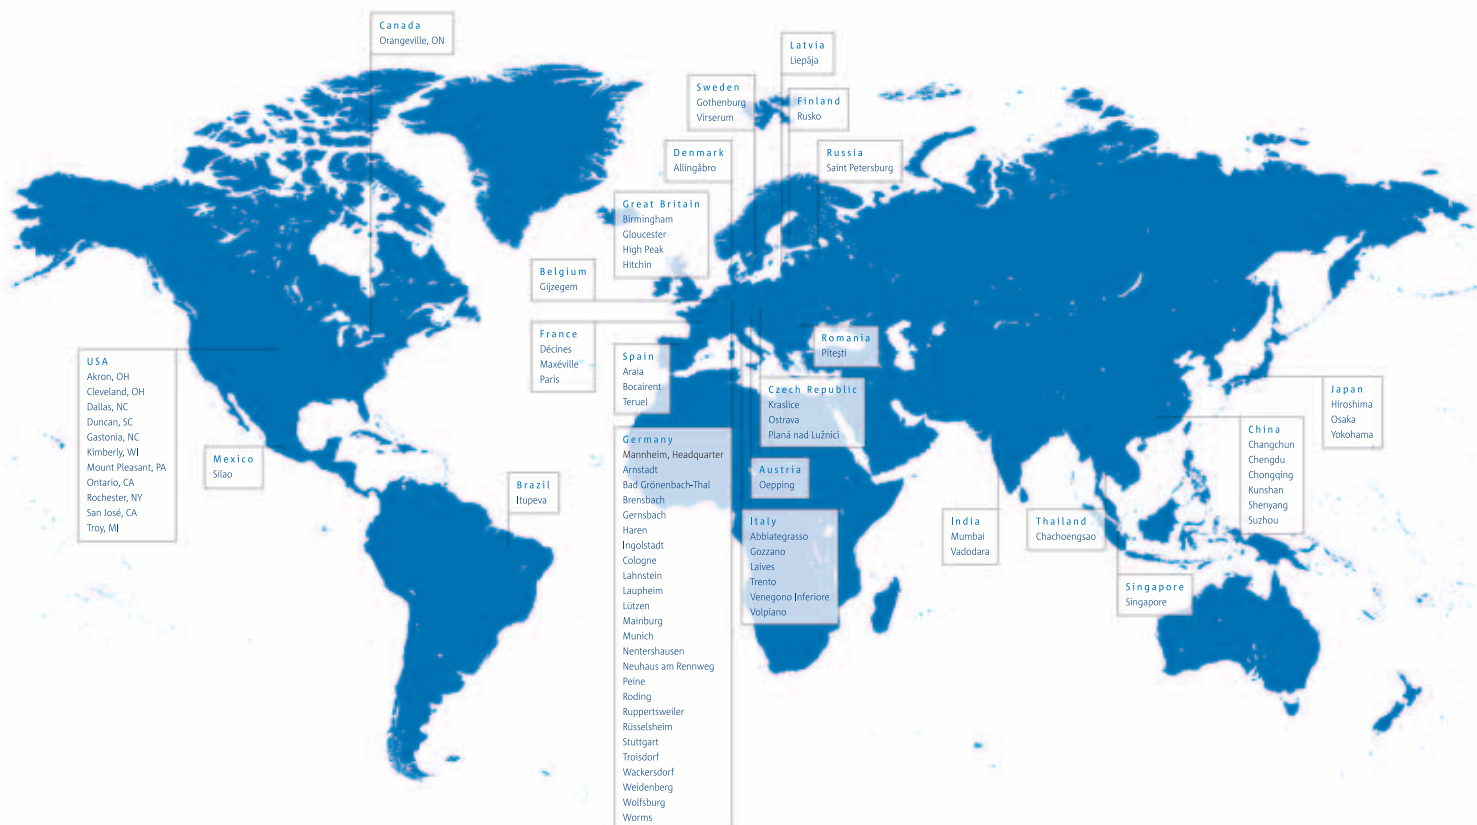 Canada
Orangeville, ON
Latvia
Liepāja
Sweden
Gothenburg
Virserum
Finland
Rusko
Denmark
Allingåbro
Russia
Saint Petersburg
Great Britain
Birmingham
Gloucester
High Peak
Hitchin
Belgium
Gijzegem
France
Décines
Maxéville
Paris
Spain
Araia
Bocairent
Teruel
Romania
Pitești
Czech Republic
Kraslice
Ostrava
Planá nad Lužnicí
USA
Akron, OH
Cleveland, OH
Dallas, NC
Duncan, SC
Gastonia, NC
Kimberly, WI
Mount Pleasant, PA
Ontario, CA
Rochester, NY
San José, CA
Troy, MI
Mexico
Silao
Brazil
Itupeva
Germany
Mannheim, Headquarter
Arnstadt
Bad Grönenbach-Thal
Brensbach
Gernsbach
Haren
Ingolstadt
Cologne
Lahnstein
Laupheim
Lützen
Mainburg
Munich
Nentershausen
Neuhaus am Rennweg
Peine
Roding
Ruppertsweiler
Rüsselsheim
Stuttgart
Troisdorf
Wackersdorf
Weidenberg
Wolfsburg
Worms
Austria
Oepping
Italy
Abbiategrasso
Gozzano
Laives
Trento
Venegono Inferiore
Volpiano
India
Mumbai
Vadodara
Thailand
Chachoengsao
Singapore
Singapore
China
Changchun
Chengdu
Chongqing
Kunshan
Shenyang
Suzhou
Japan
Hiroshima
Osaka
Yokohama